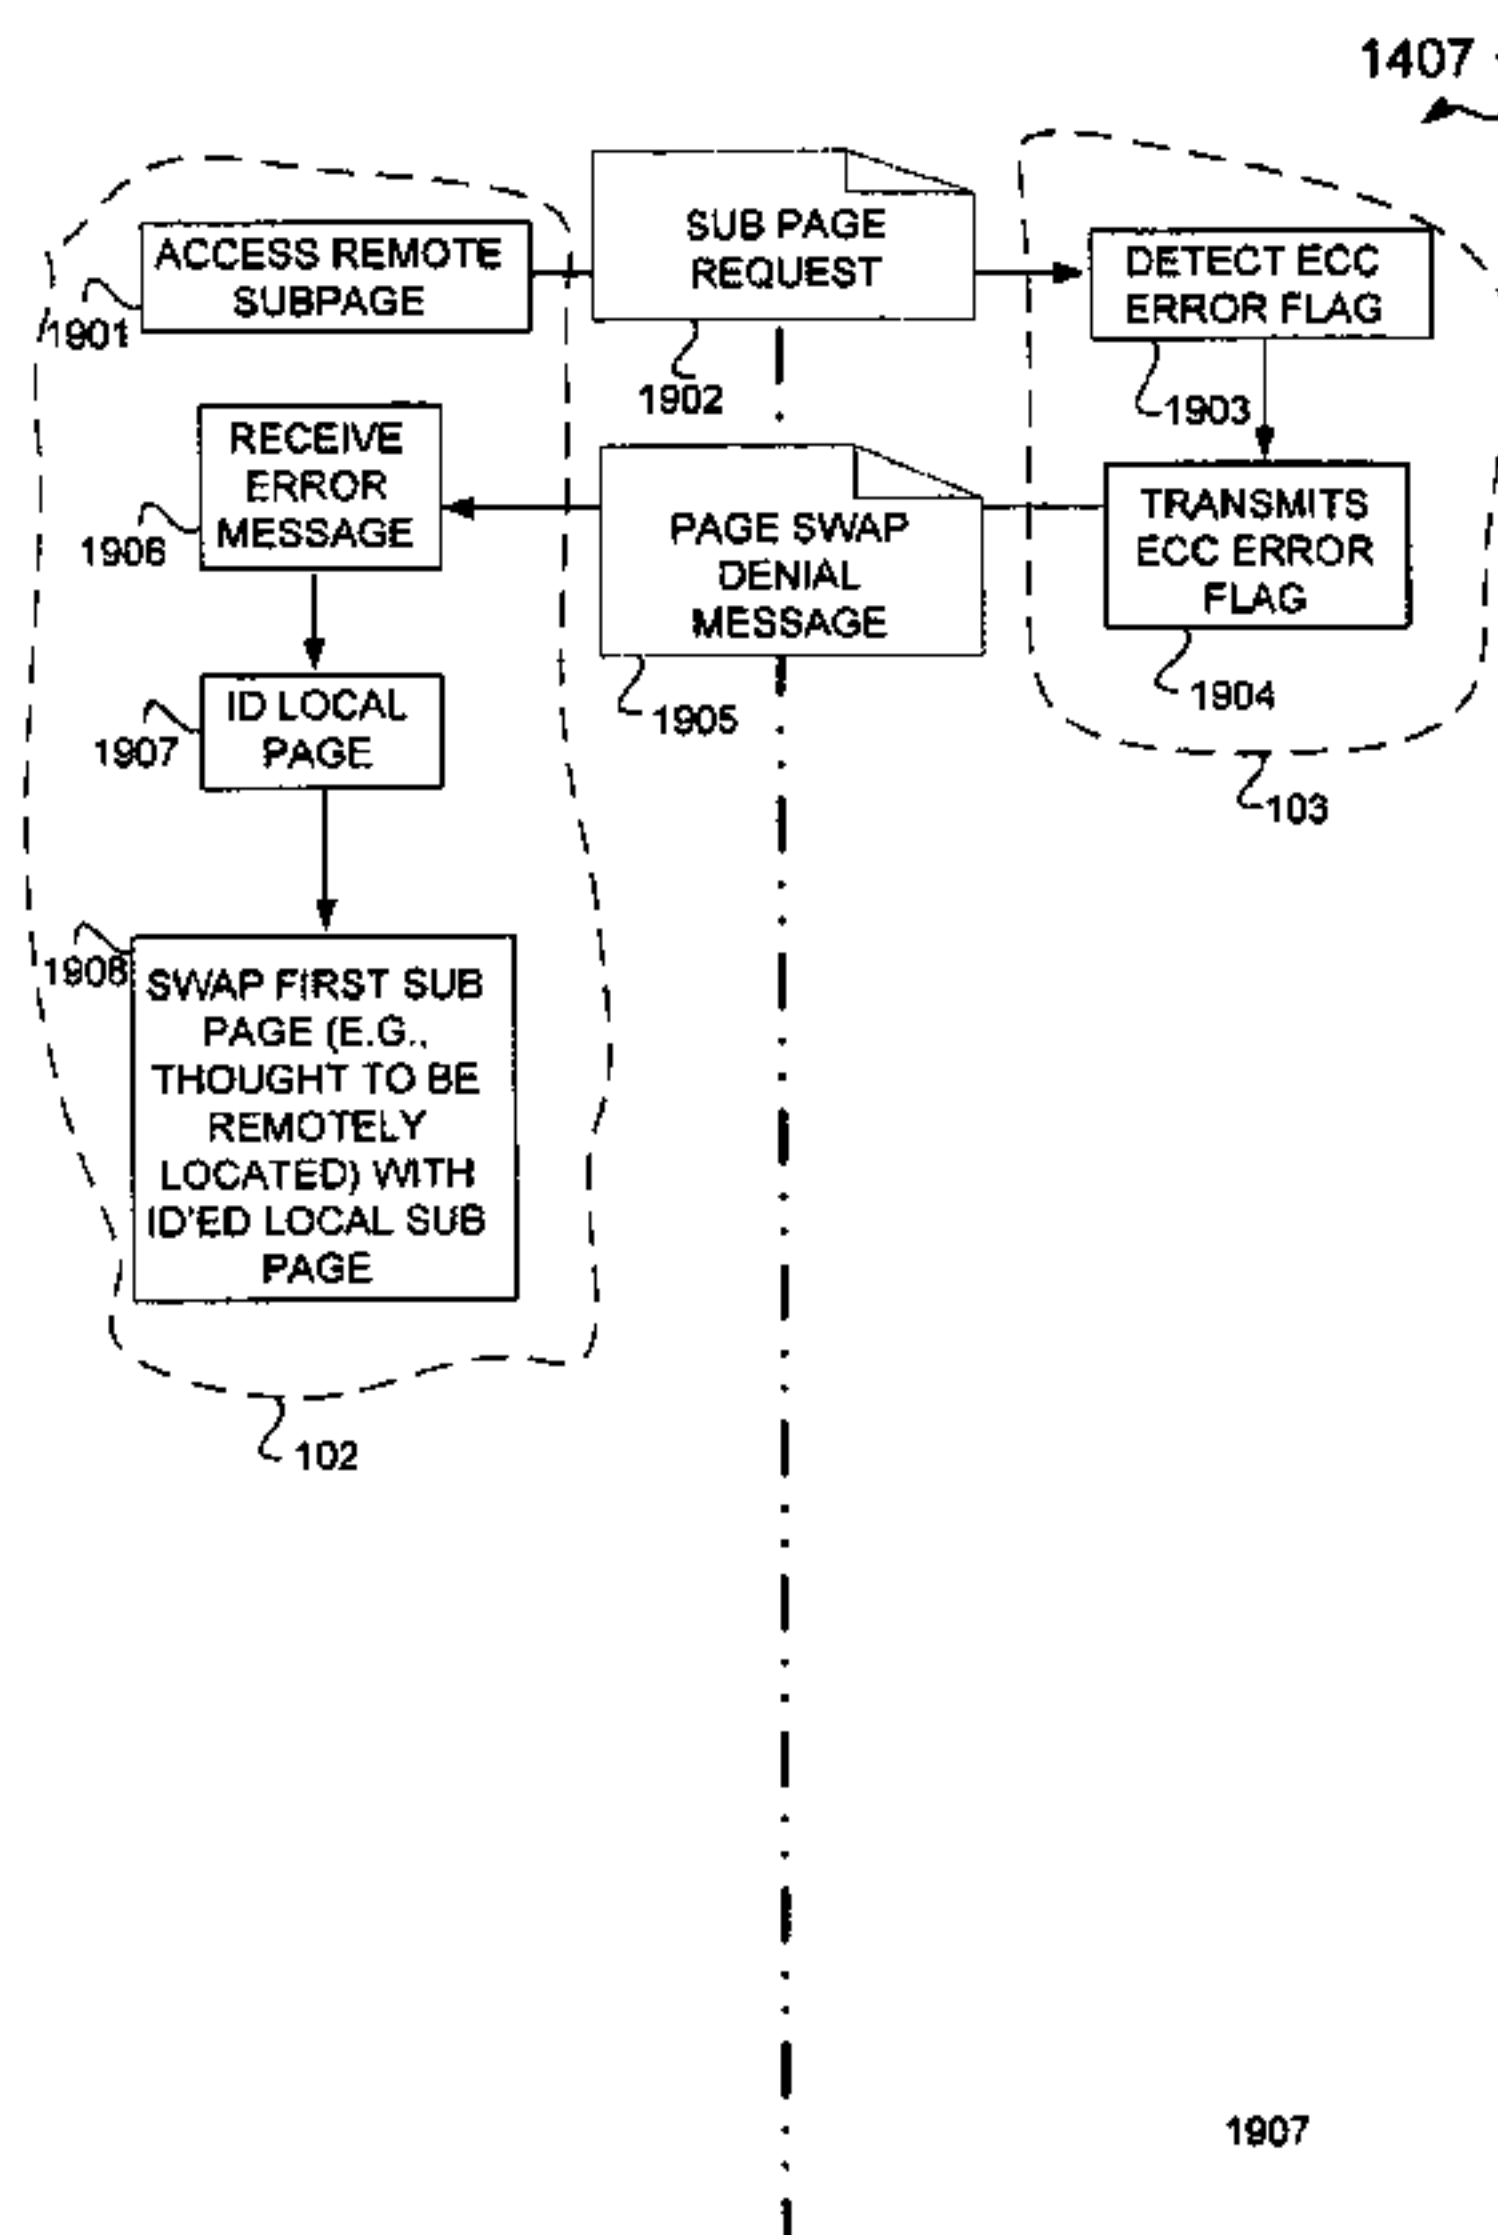 1407
ACCESS REMOTE
SUBPAGE
1901
SUB PAGE
REQUEST
1902
DETECT ECC
ERROR FLAG
1903
RECEIVE
ERROR
MESSAGE
1906
PAGE SWAP
DENIAL
MESSAGE
1905
TRANSMITS
ECC ERROR
FLAG
1904
103
ID LOCAL
PAGE
1907
1908
SWAP FIRST SUB
PAGE (E.G.,
THOUGHT TO BE
REMOTELY
LOCATED) WITH
ID'ED LOCAL SUB
PAGE
102
1907